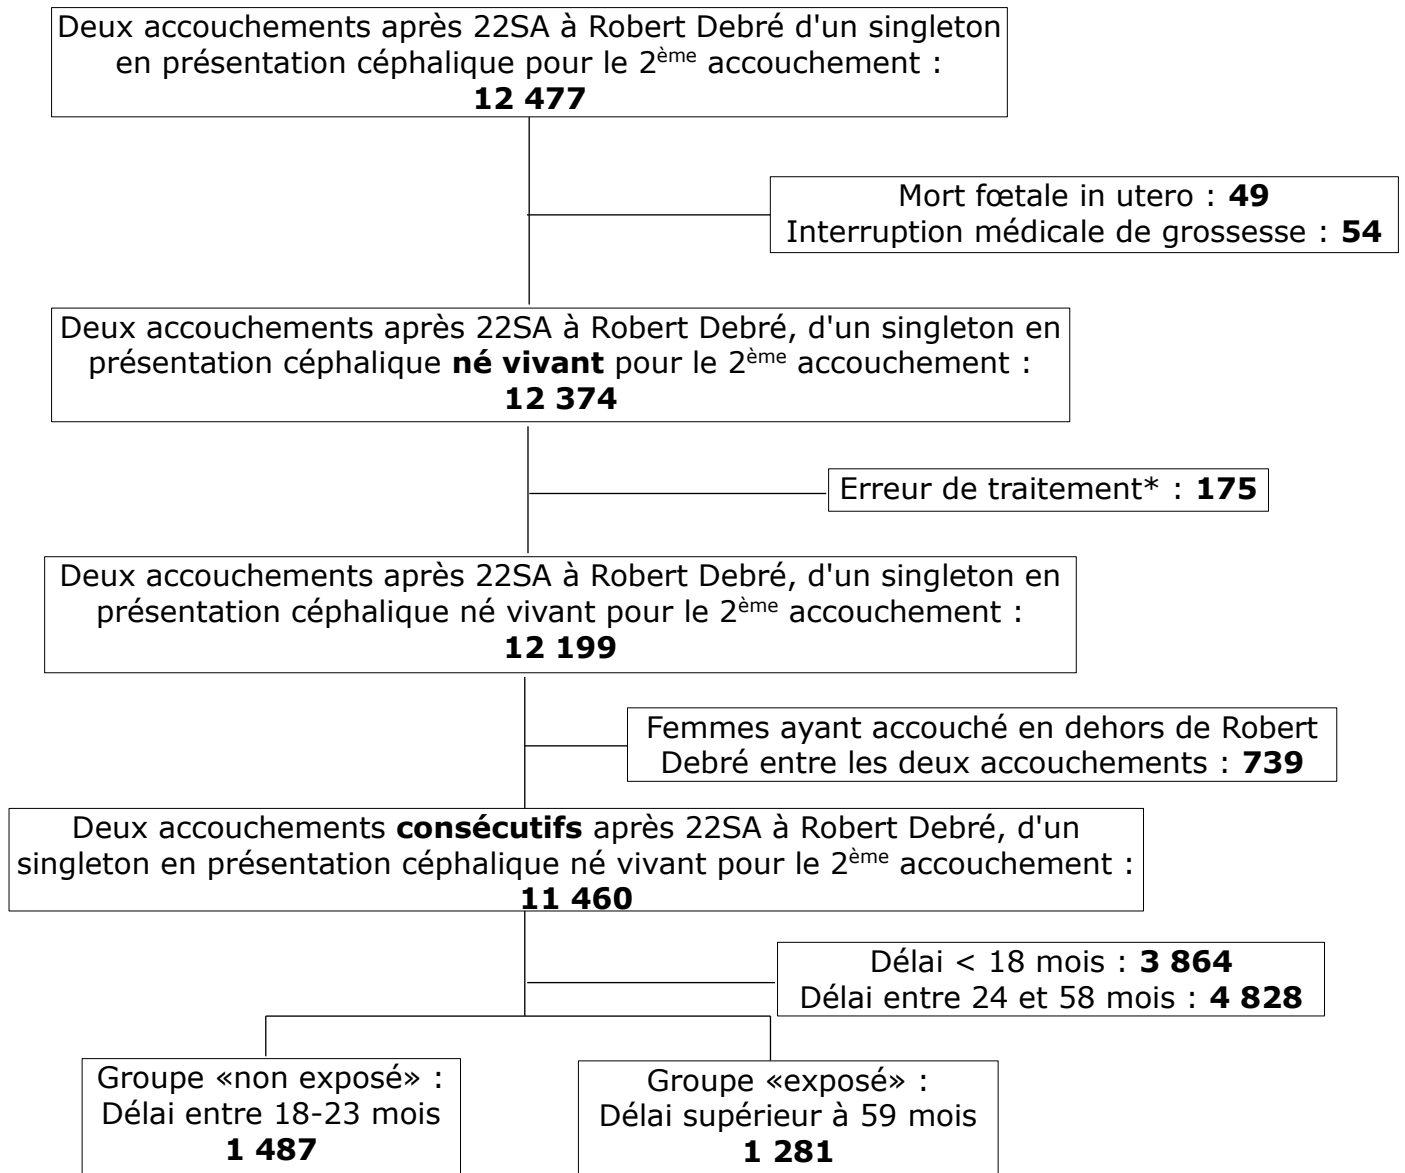 Deux accouchements après 22SA à Robert Debré d'un singleton
en présentation céphalique pour le 2ème accouchement :
12 477
Mort fœtale in utero : 49
Interruption médicale de grossesse : 54
Deux accouchements après 22SA à Robert Debré, d'un singleton en
présentation céphalique né vivant pour le 2ème accouchement :
12 374
Erreur de traitement* : 175
Deux accouchements après 22SA à Robert Debré, d'un singleton en
présentation céphalique né vivant pour le 2ème accouchement :
12 199
Femmes ayant accouché en dehors de Robert
Debré entre les deux accouchements : 739
Deux accouchements consécutifs après 22SA à Robert Debré, d'un
singleton en présentation céphalique né vivant pour le 2ème accouchement :
11 460
Délai < 18 mois : 3 864
Délai entre 24 et 58 mois : 4 828
Groupe «non exposé» :
Délai entre 18-23 mois
1 487
Groupe «exposé» :
Délai supérieur à 59 mois
1 281